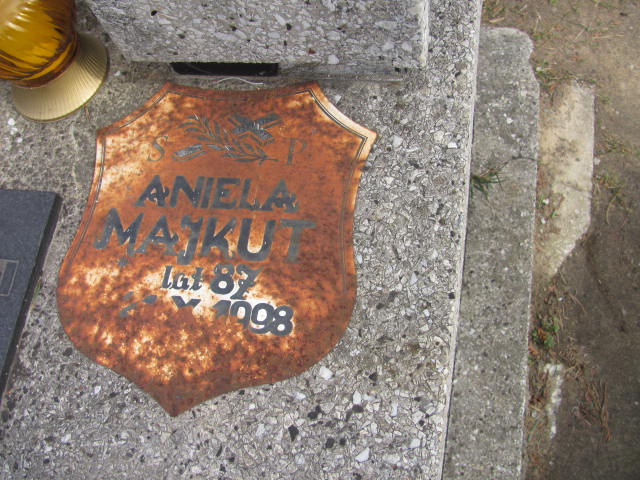 S. P.
ANIELA
MAJKUT
lat 87
X 1998